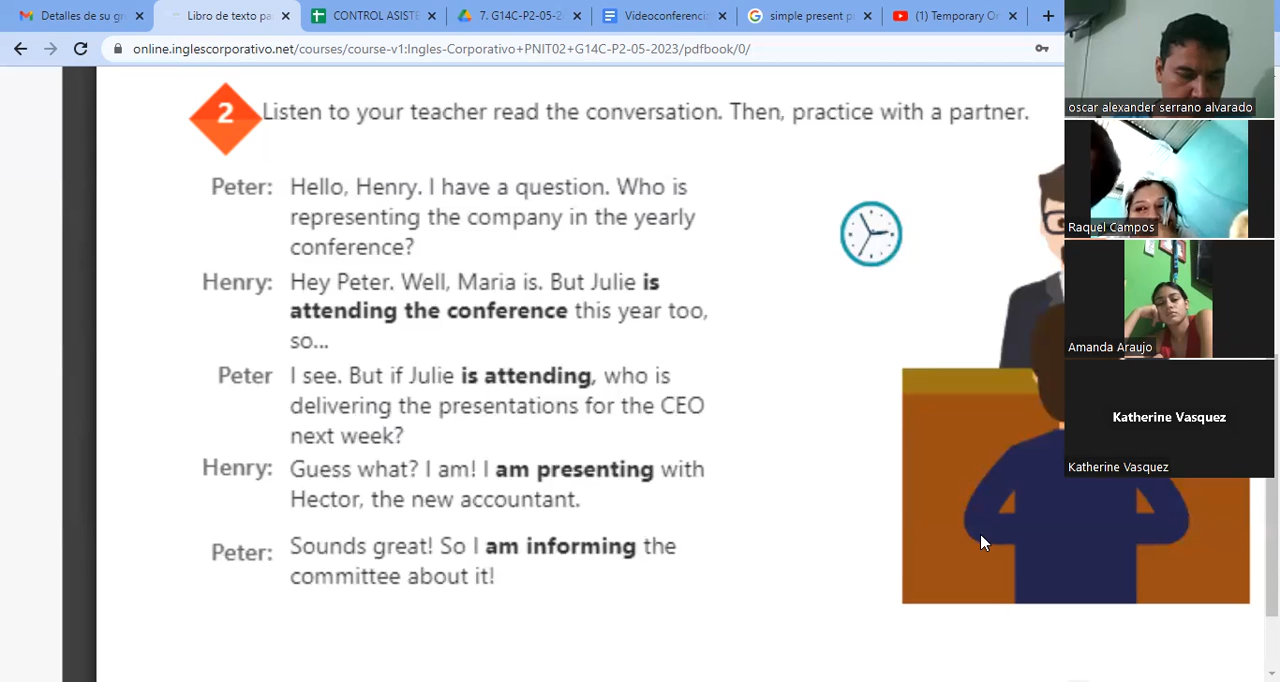 Detalles de su gr
Libro de texto pa
CONTROL ASIST
7. G14C-P2-05-2
Videoconferenci
simple present p
(1) Temporary O
online.inglescorporativo.net/courses/course-v1:Ingles-Corporativo+PNIT02+G14C-P2-05-2023/pdfbook/0/
2 Listen to your teacher read the conversation. Then, practice with a partner.
Peter: Hello, Henry. I have a question. Who is
representing the company in the yearly
conference?
Henry: Hey Peter. Well, Maria is. But Julie is
attending the conference this year too,
so...
Peter I see. But if Julie is attending, who is
delivering the presentations for the CEO
next week?
Henry: Guess what? I am! I am presenting with
Hector, the new accountant.
Peter: Sounds great! So I am informing the
committee about it!
oscar alexander serrano alvarado
Raquel Campos
Amanda Araujo
Katherine Vasquez
Katherine Vasquez